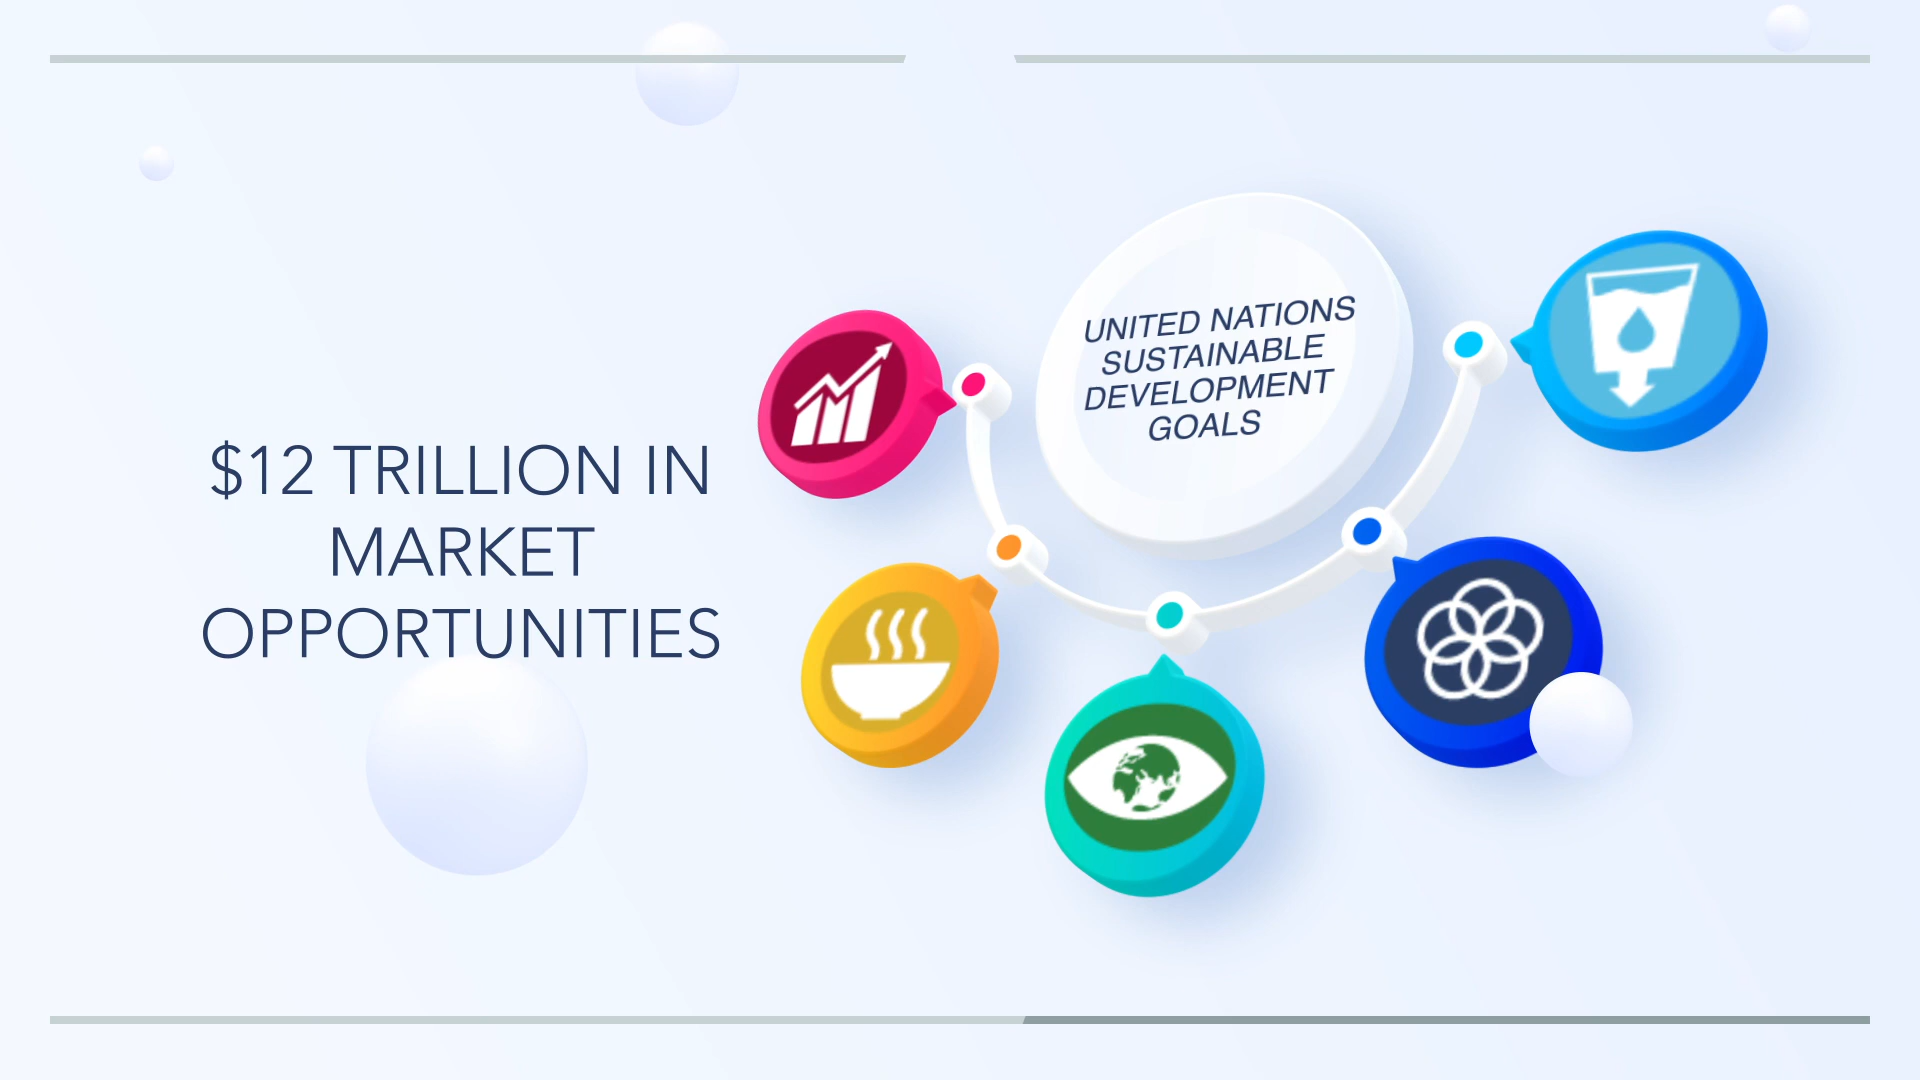 $12 TRILLION IN
MARKET
OPPORTUNITIES
UNITED NATIONS
SUSTAINABLE
DEVELOPMENT
GOALS